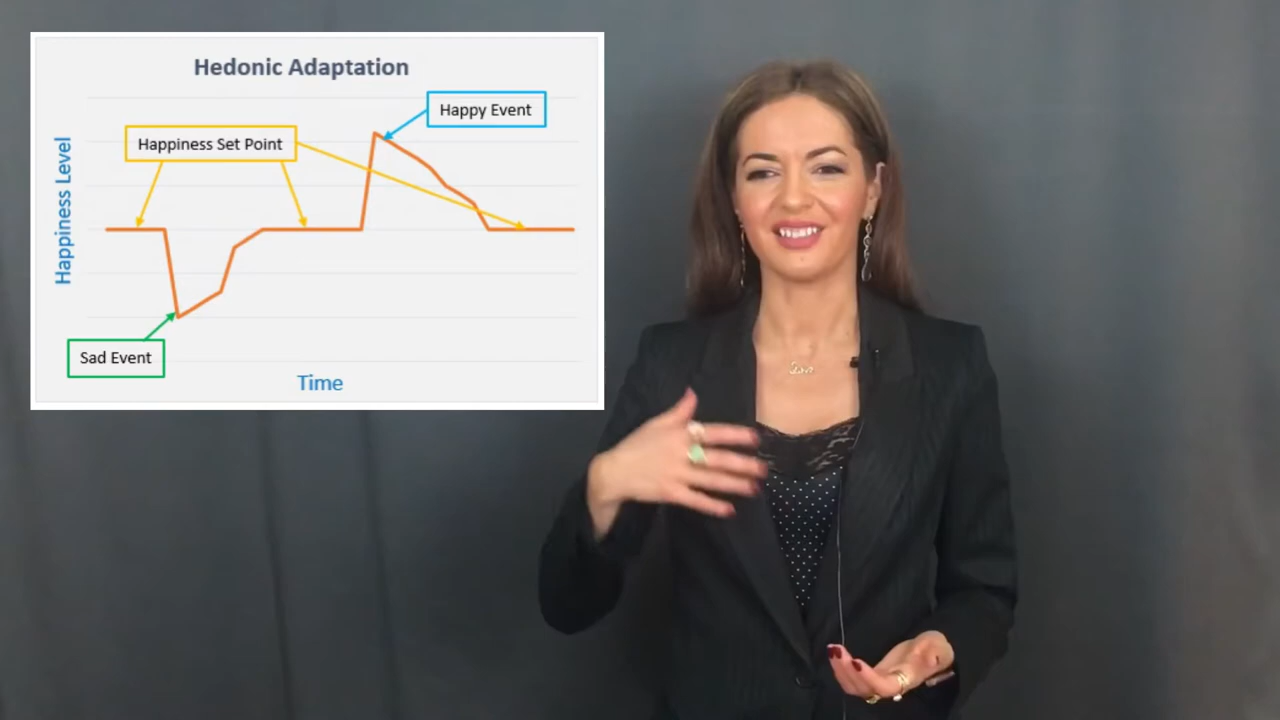 Hedonic Adaptation
Happy Event
Happiness Set Point
Happiness Level
Sad Event
Time